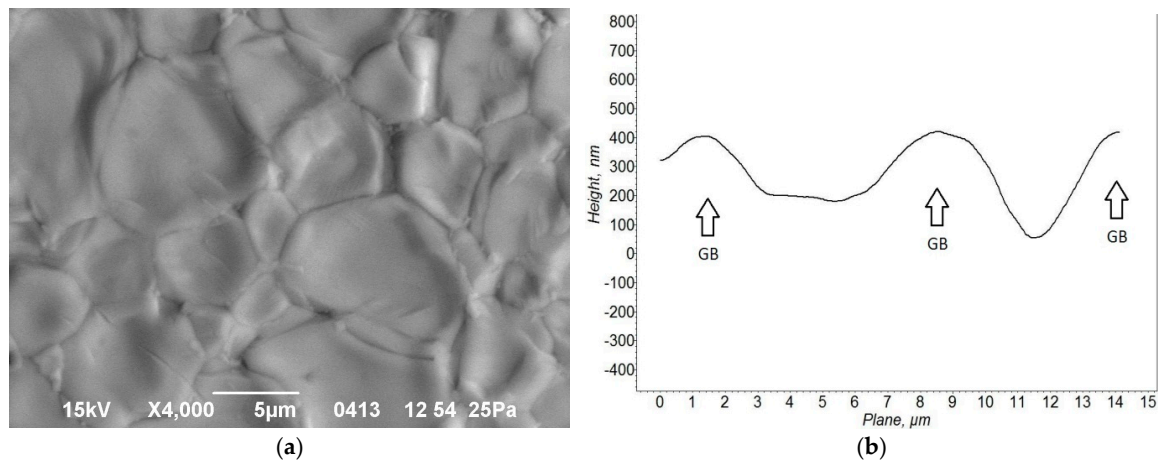 15kV X4,000 5µm 0413 12 54 25Pa
(a)
800
700
600
500
400
300
200
100
0
-100
-200
-300
-400
Height, nm
GB
GB
GB
0 1 2 3 4 5 6 7 8 9 10 11 12 13 14 15
Plane, µm
(b)